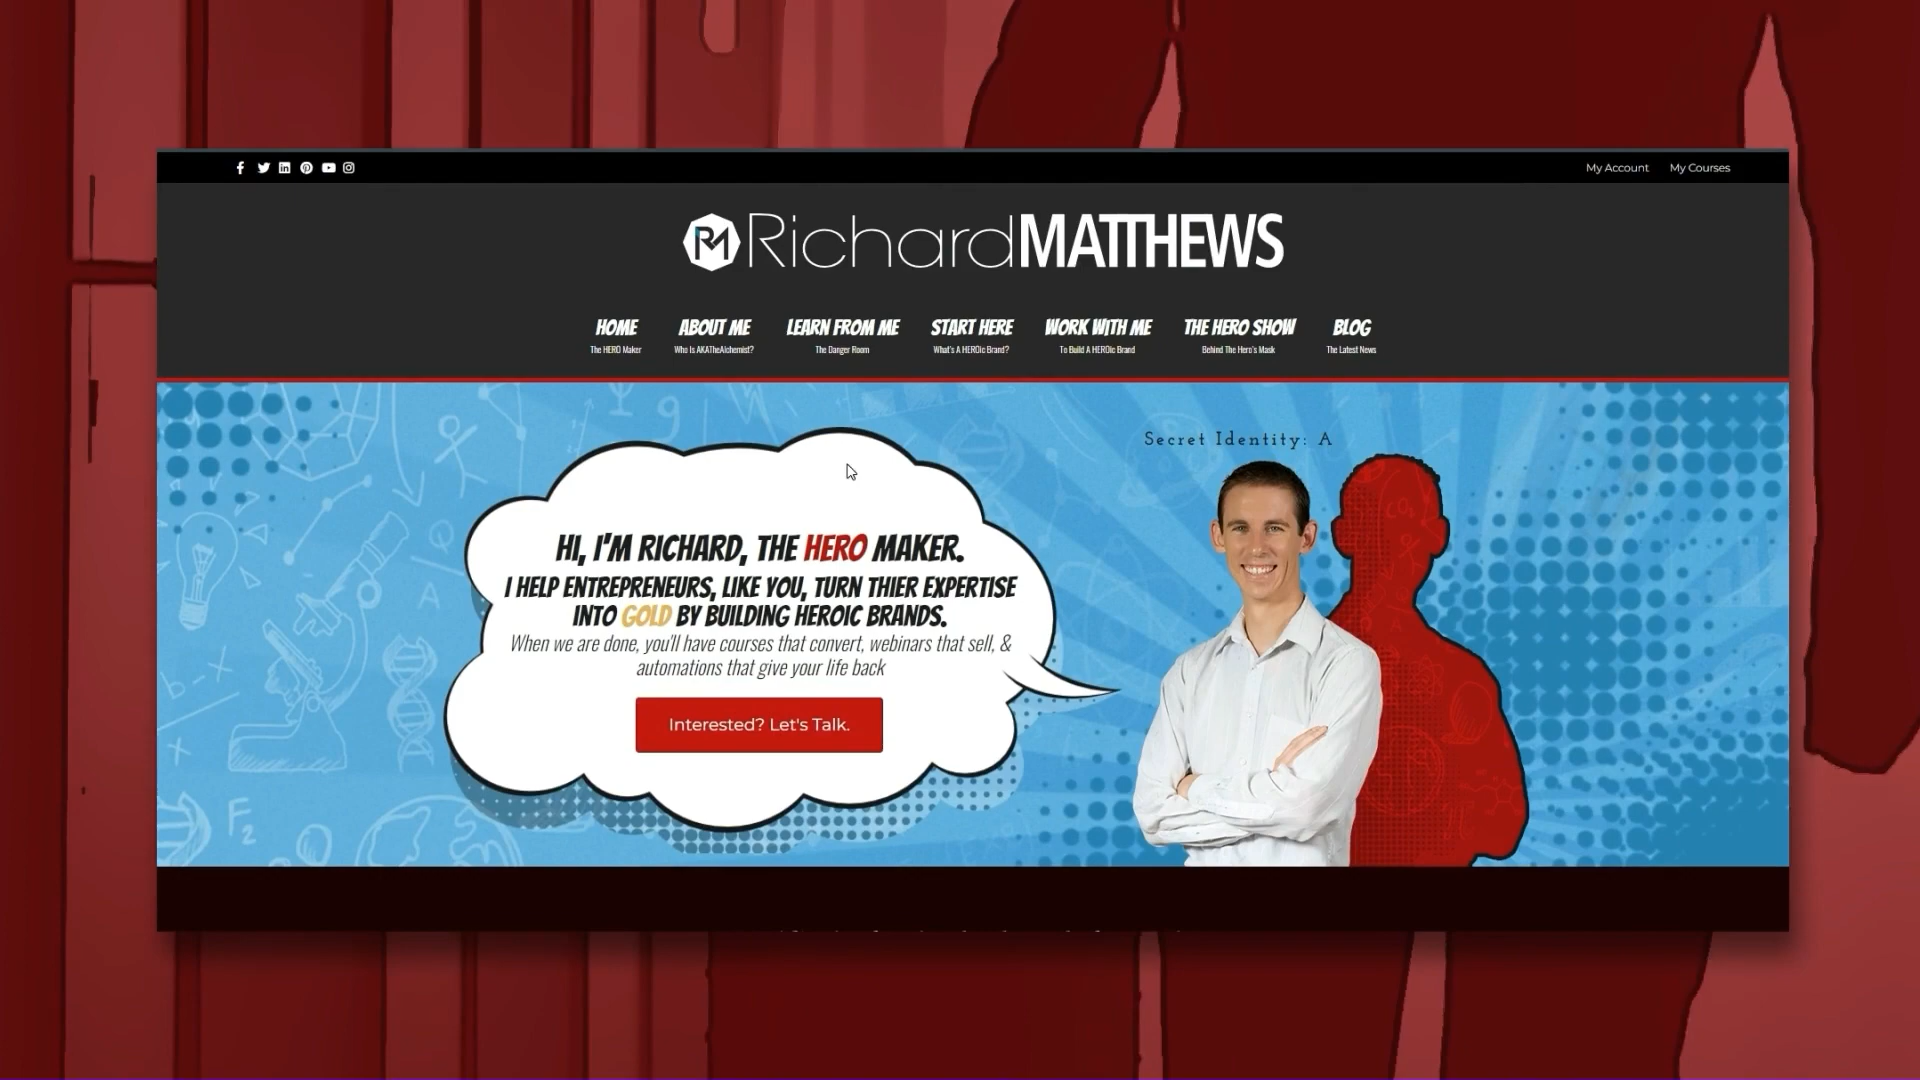 My Account My Courses
RM RichardMATTHEWS
HOME ABOUT ME LEARN FROM ME START HERE WORK WITH ME THE HERO SHOW BLOG
The HERO Maker Who Is AKATheAlchemist? The Danger Room What's A HEROic Brand? To Build A HEROic Brand Behind The Hero's Mask The Latest News
Secret Identity: A
HI, I'M RICHARD, THE HERO MAKER.
I HELP ENTREPRENEURS, LIKE YOU, TURN THIER EXPERTISE
INTO GOLD BY BUILDING HEROIC BRANDS.
When we are done, you'll have courses that convert, webinars that sell, &
automations that give your life back
Interested? Let's Talk.